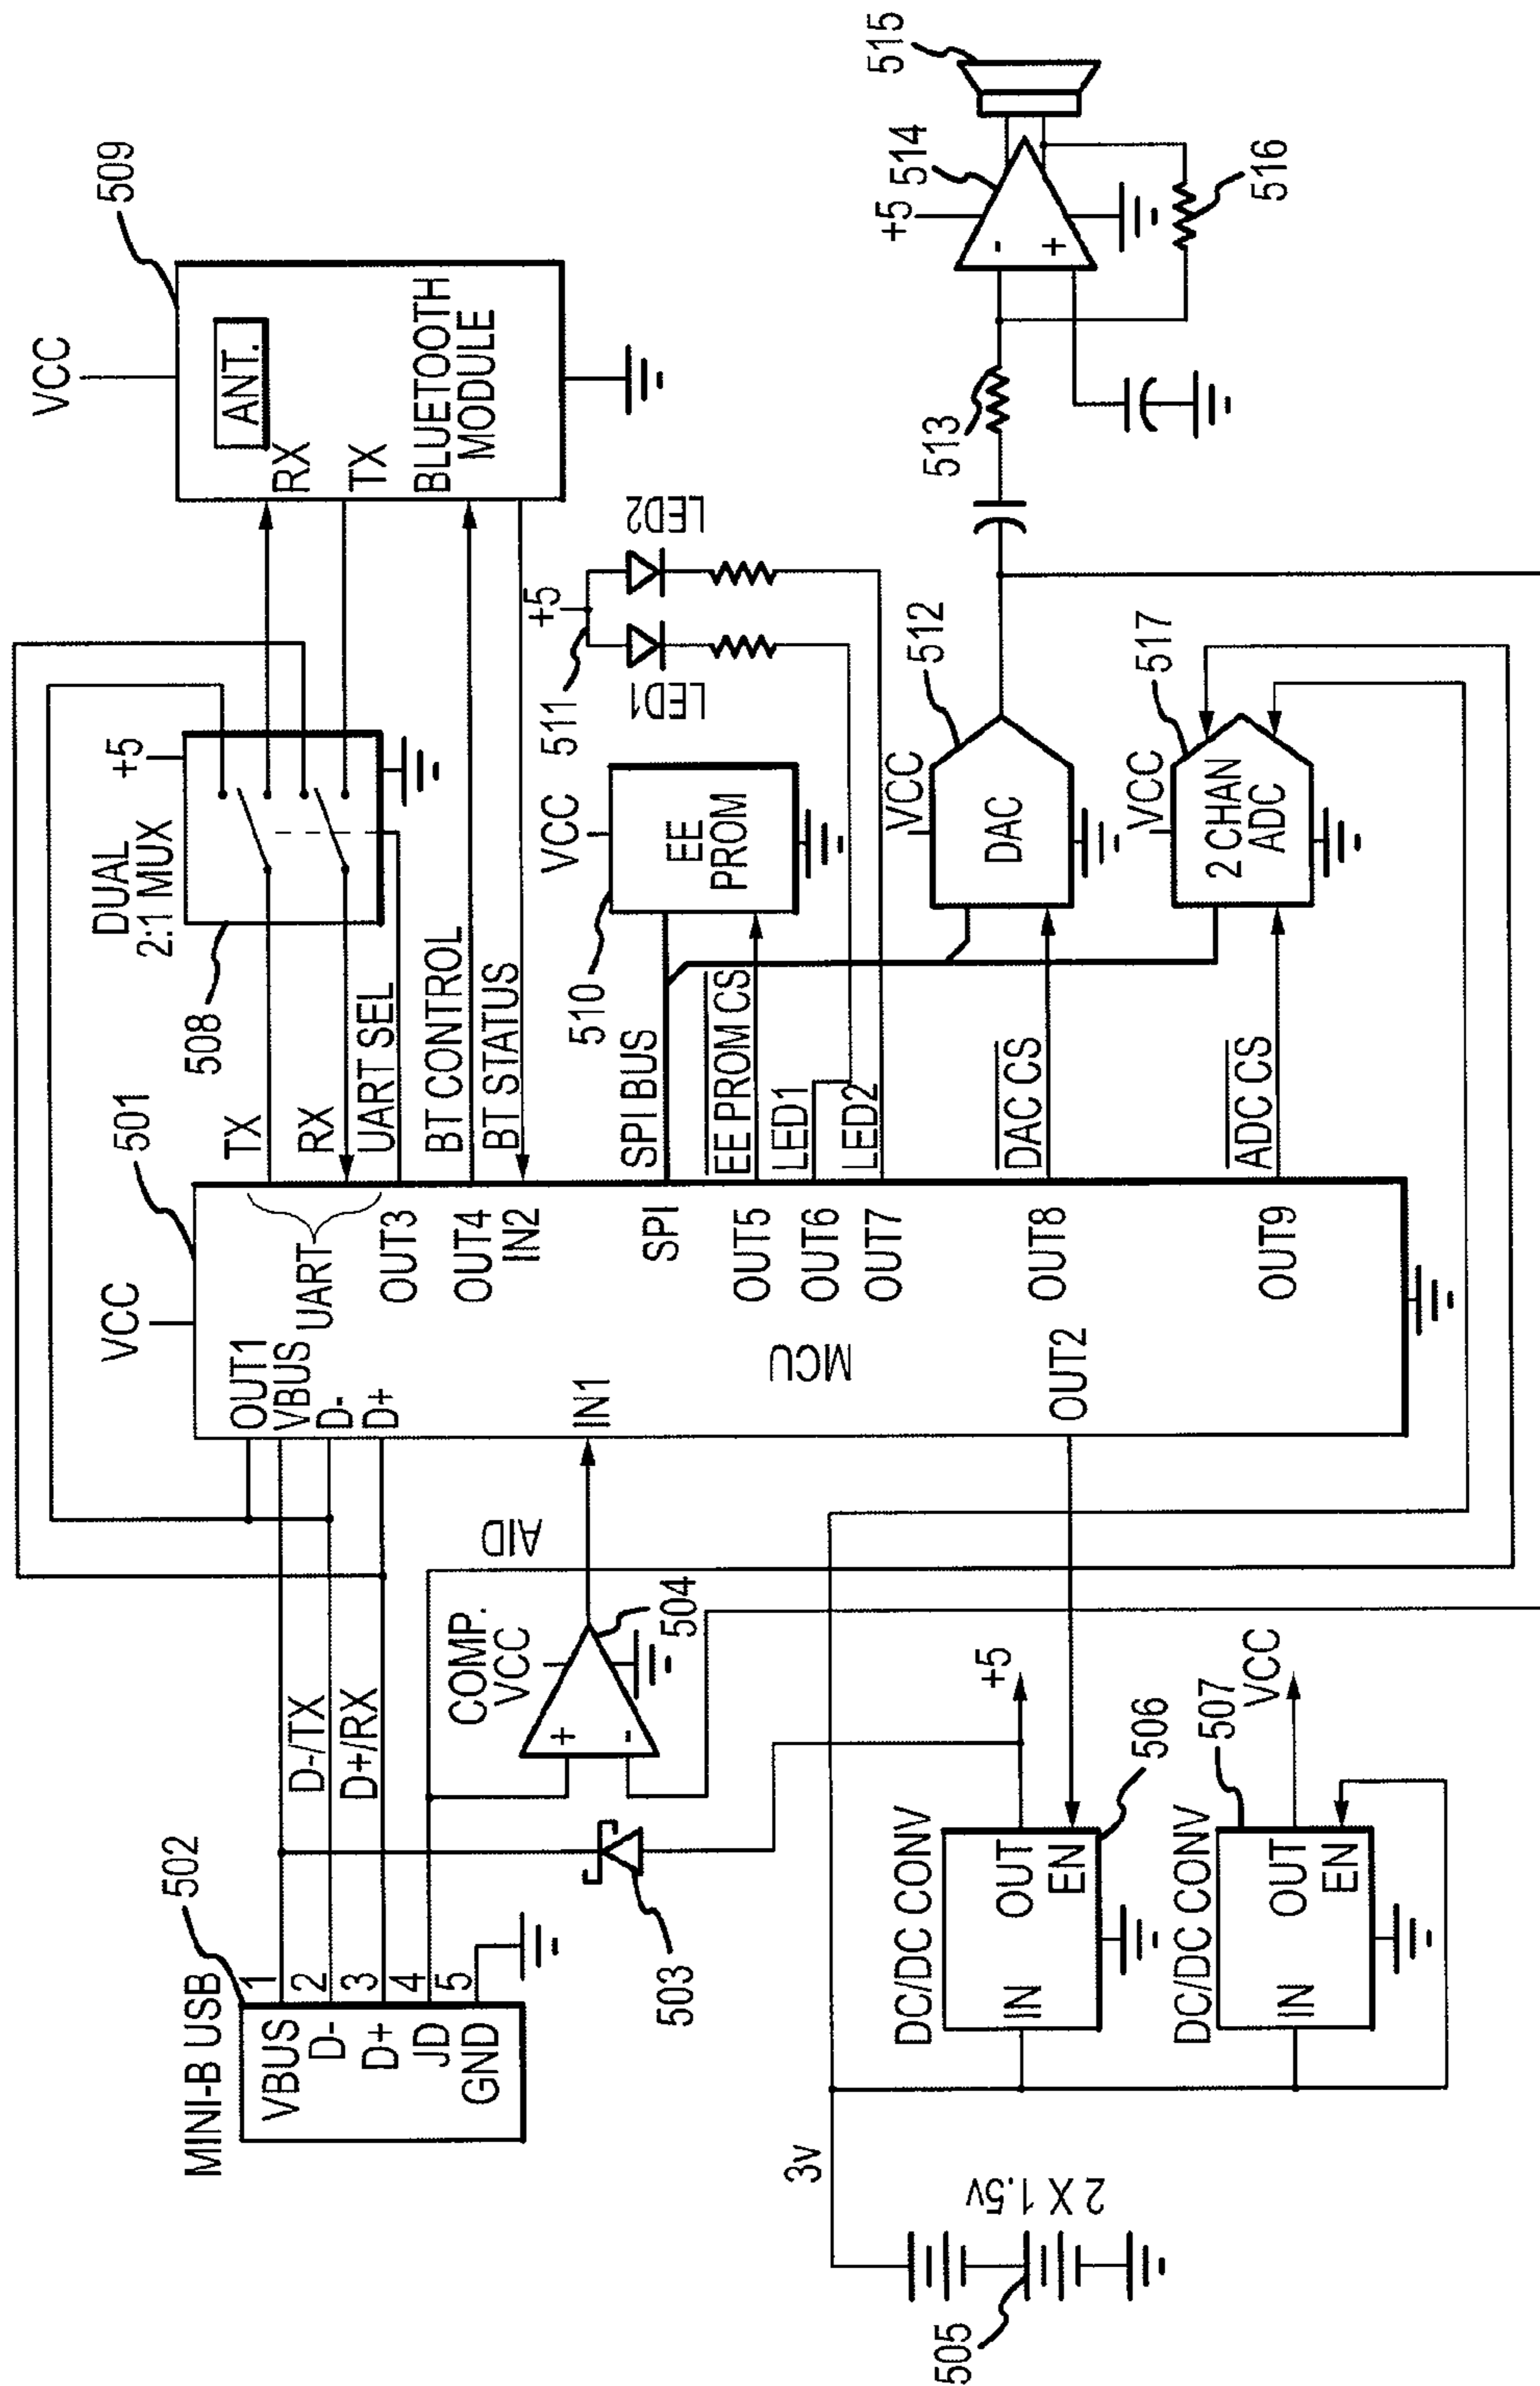 509
VCC
ANT.
RX
TX
BLUETOOTH
MODULE
DUAL
2:1 MUX
+5
508
501
VCC
TX
RX
UART SEL
BT CONTROL
BT STATUS
OUT1
VBUS
D-
D+
UART
OUT3
OUT4
IN2
IN1
SPI
OUT5
OUT6
OUT7
OUT8
OUT9
OUT2
MCU
SPI BUS
EE PROM CS
LED1
LED2
DAC CS
ADC CS
510
VCC
EE
PROM
511
+5
LED1
LED2
512
VCC
DAC
517
VCC
2 CHAN
ADC
513
+5
514
-
+
515
516
MINI-B USB
502
VBUS 1
D- 2
D+ 3
JD 4
GND 5
D-/TX
D+/RX
COMP.
VCC
+
-
504
AID
503
DC/DC CONV
IN
OUT
EN
506
+5
DC/DC CONV
IN
OUT
EN
507
VCC
3v
2 X 1.5v
505